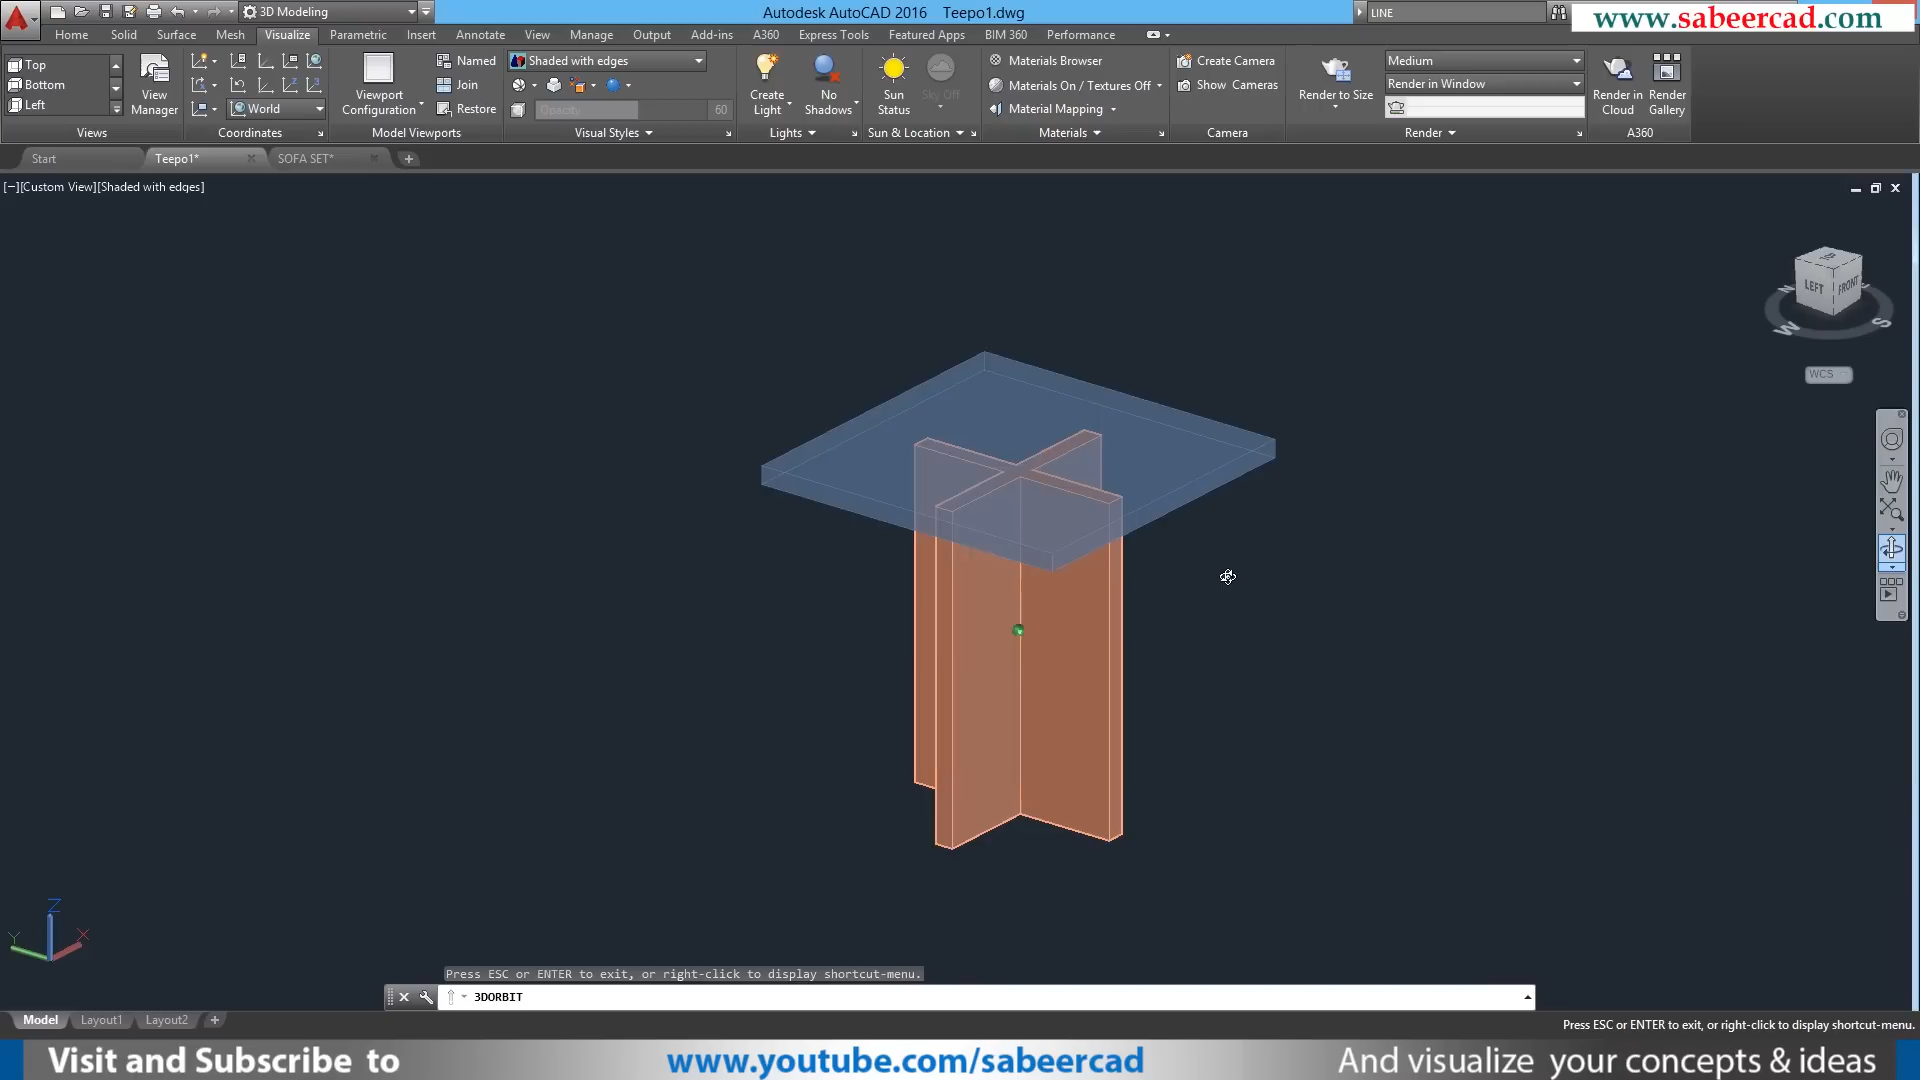 3D Modeling
Autodesk AutoCAD 2016 Teepo1.dwg
LINE
www.sabeercad.com
Home Solid Surface Mesh Visualize Parametric Insert Annotate View Manage Output Add-ins A360 Express Tools Featured Apps BIM 360 Performance
Top
Bottom
Left
View
Manager
Views
World
Coordinates
Viewport
Configuration
Named
Join
Restore
Model Viewports
Shaded with edges
Opacity 60
Visual Styles
Create
Light
No
Shadows
Lights
Sun
Status
Sky Off
Sun & Location
Materials Browser
Materials On / Textures Off
Material Mapping
Materials
Create Camera
Show Cameras
Camera
Render to Size
Medium
Render in Window
Render
Render in
Cloud
Render
Gallery
A360
Start Teepo1* SOFA SET*
[−][Custom View][Shaded with edges]
LEFT FRONT
W S
WCS
Z
Y X
Press ESC or ENTER to exit, or right-click to display shortcut-menu.
3DORBIT
Model Layout1 Layout2
Press ESC or ENTER to exit, or right-click to display shortcut-menu.
Visit and Subscribe to www.youtube.com/sabeercad And visualize your concepts & ideas